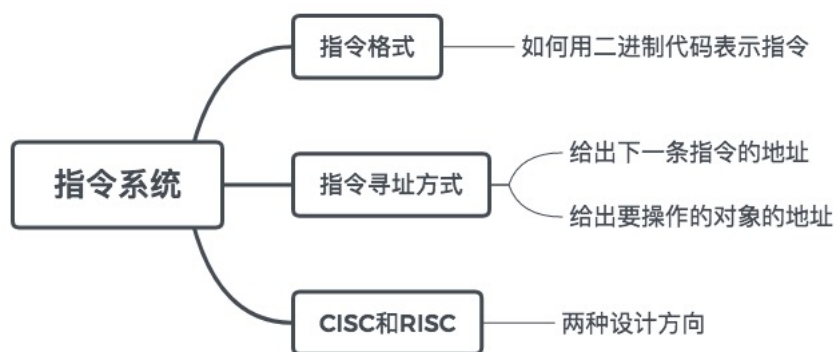 指令系统
指令格式
如何用二进制代码表示指令
指令寻址方式
给出下一条指令的地址
给出要操作的对象的地址
CISC和RISC
两种设计方向